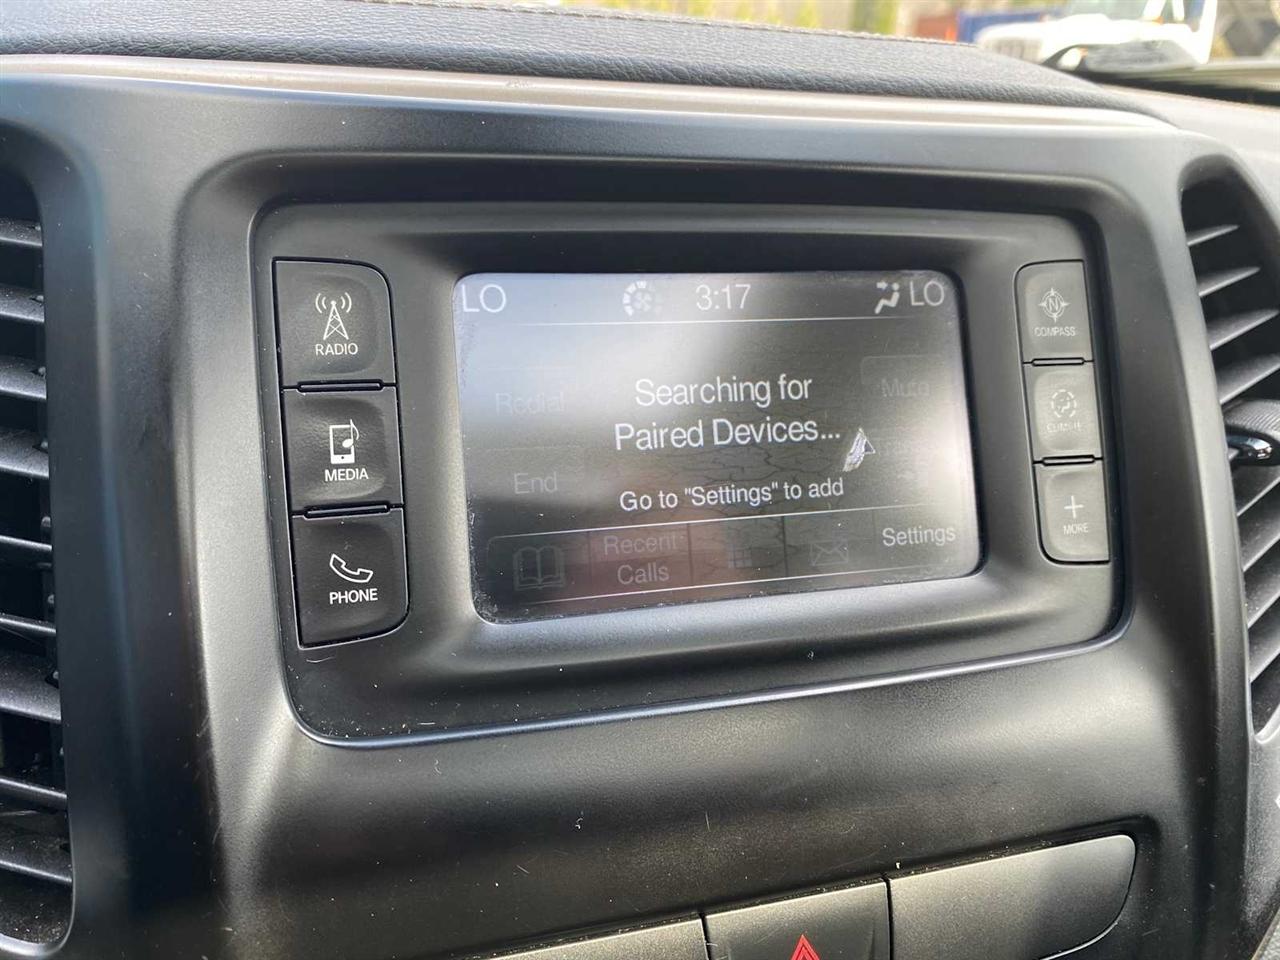 LO 3:17 LO
RADIO
MEDIA
PHONE
Searching for
Paired Devices...
Go to "Settings" to add
Redial
Mute
End
Recent
Calls
Settings
N
COMPASS
CLIMATE
+
MORE